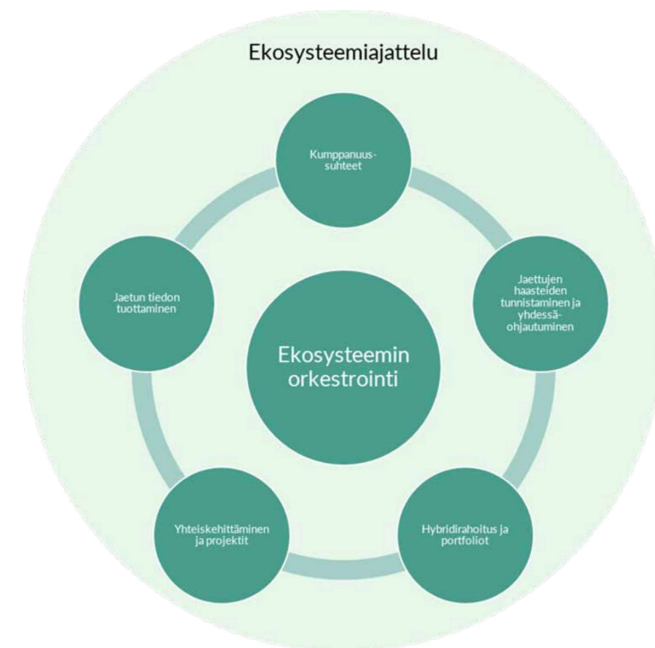 Ekosysteemiajattelu
Kumppanuus-
suhteet
Jaettujen
haasteiden
tunnistaminen ja
yhdessä-
ohjautuminen
Hybridirahoitus ja
portfoliot
Yhteiskehittäminen
ja projektit
Jaetun tiedon
tuottaminen
Ekosysteemin
orkestrointi